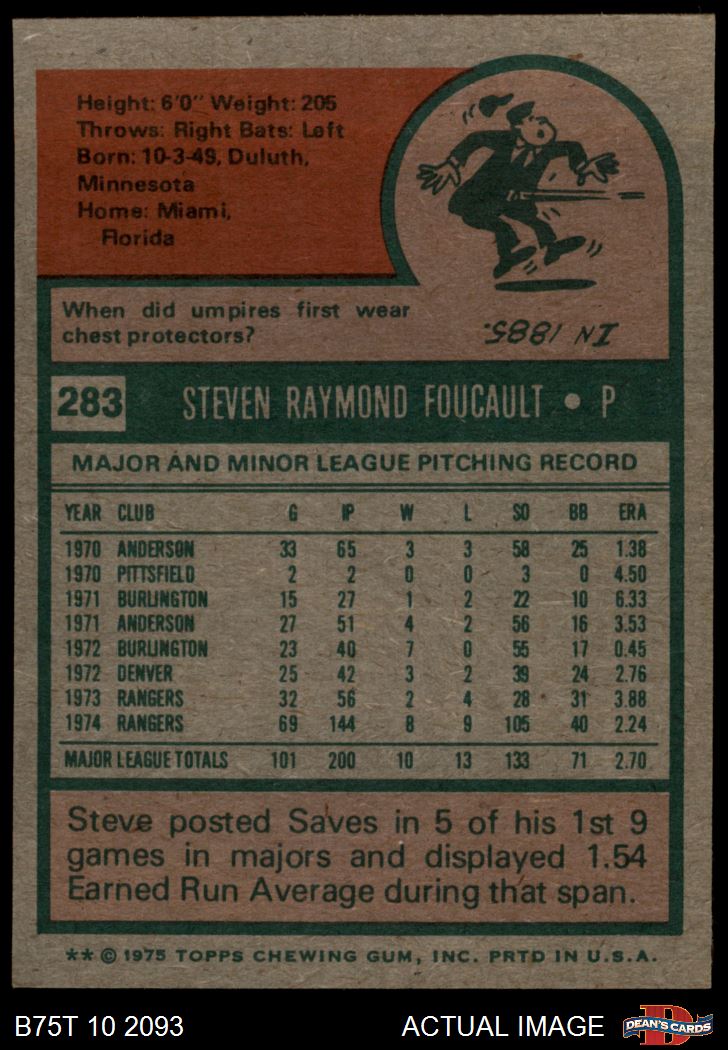 Height: 6'0" Weight: 205
Throws: Right Bats: Left
Born: 10-3-49, Duluth,
Minnesota
Home: Miami,
Florida
When did umpires first wear
chest protectors?
IN 1885.
283 STEVEN RAYMOND FOUCAULT • P
MAJOR AND MINOR LEAGUE PITCHING RECORD
YEAR CLUB G IP W L SO BB ERA
1970 ANDERSON 33 65 3 3 58 25 1.38
1970 PITTSFIELD 2 2 0 0 3 0 4.50
1971 BURLINGTON 15 27 1 2 22 10 6.33
1971 ANDERSON 27 51 4 2 56 16 3.53
1972 BURLINGTON 23 40 7 0 55 17 0.45
1972 DENVER 25 42 3 2 39 24 2.76
1973 RANGERS 32 56 2 4 28 31 3.88
1974 RANGERS 69 144 8 9 105 40 2.24
MAJOR LEAGUE TOTALS 101 200 10 13 133 71 2.70
Steve posted Saves in 5 of his 1st 9
games in majors and displayed 1.54
Earned Run Average during that span.
** © 1975 TOPPS CHEWING GUM, INC. PRTD IN U.S.A.
B75T 10 2093 ACTUAL IMAGE
D
DEAN'S CARDS